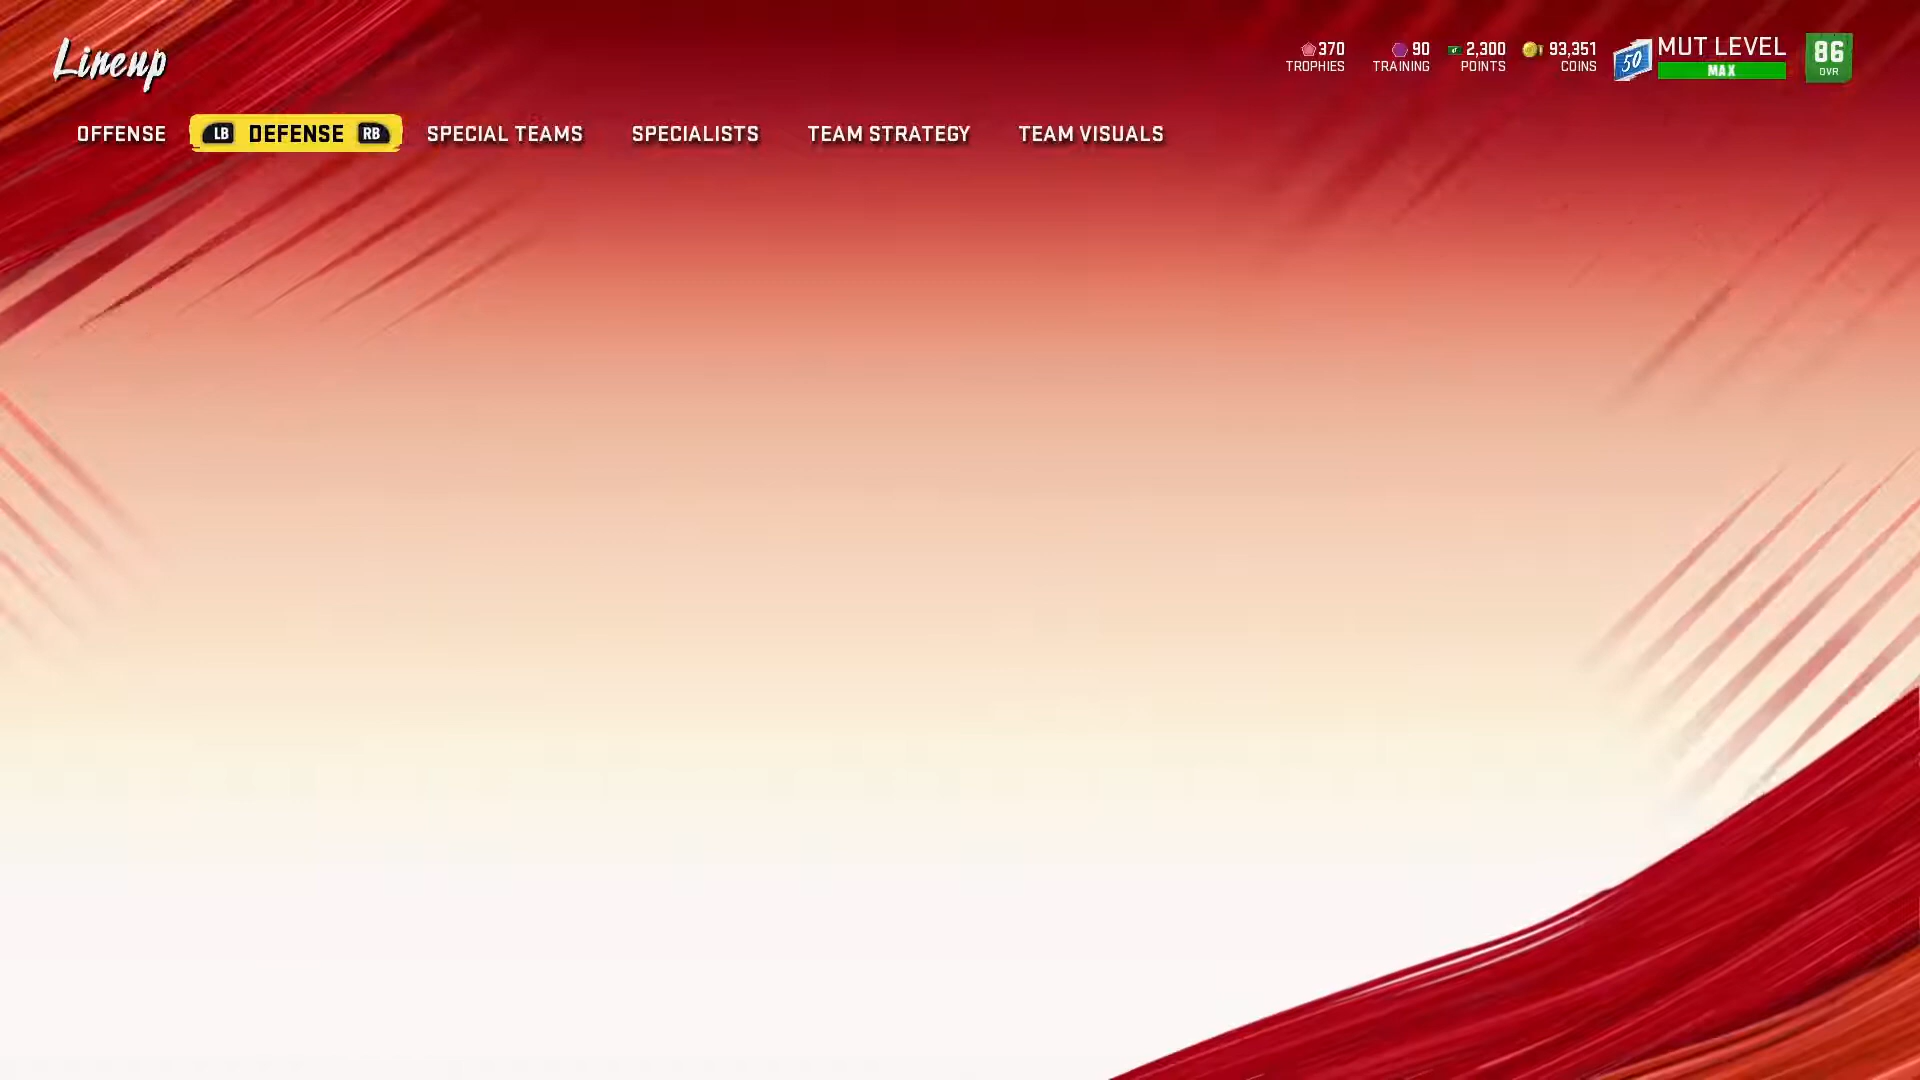 Lineup
370
TROPHIES
90
TRAINING
2,300
POINTS
93,351
COINS
50
MUT LEVEL
MAX
86
OVR
OFFENSE
LB DEFENSE RB
SPECIAL TEAMS
SPECIALISTS
TEAM STRATEGY
TEAM VISUALS